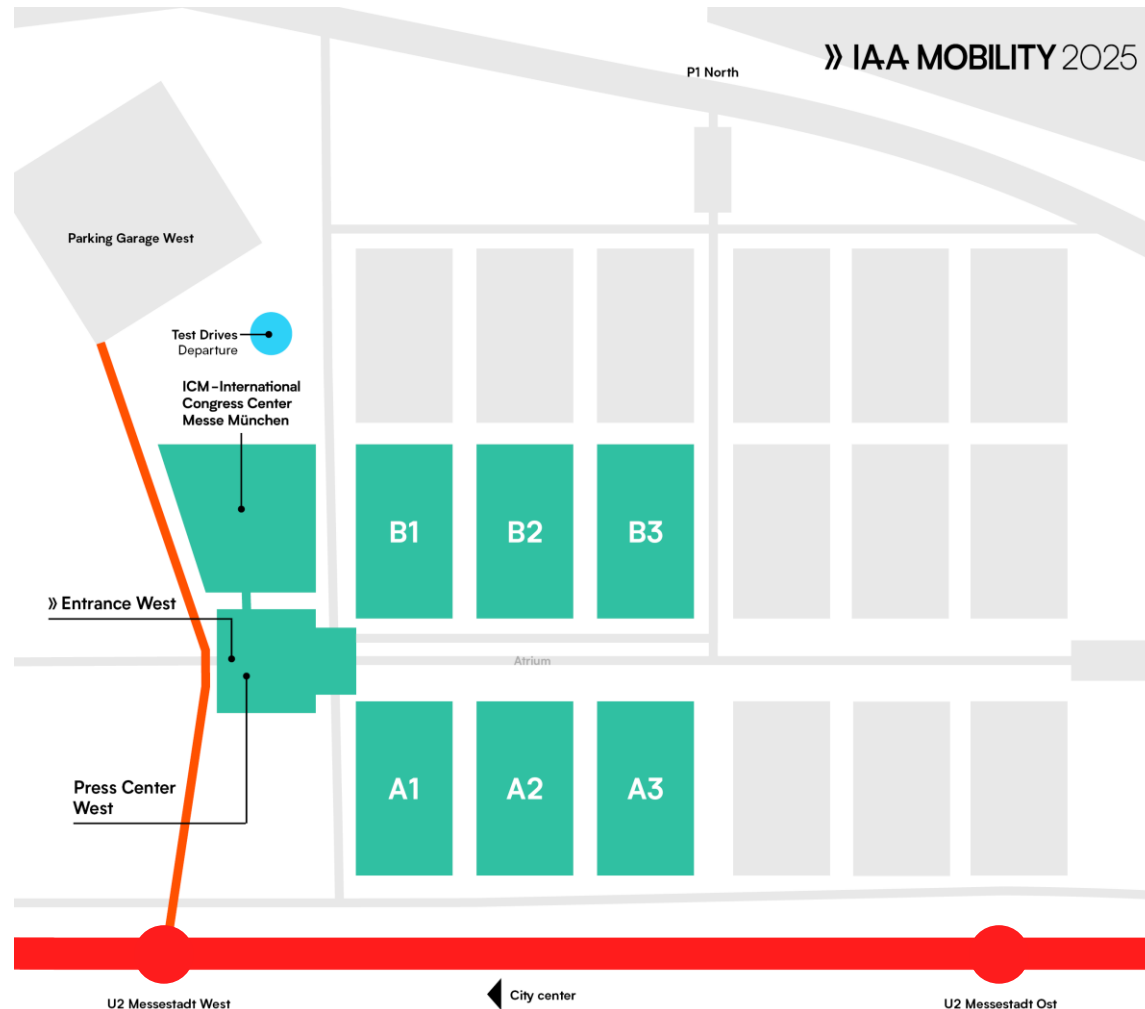 » IAA MOBILITY 2025
P1 North
Parking Garage West
Test Drives
Departure
ICM–International
Congress Center
Messe München
B1
B2
B3
» Entrance West
Atrium
Press Center
West
A1
A2
A3
U2 Messestadt West
City center
U2 Messestadt Ost